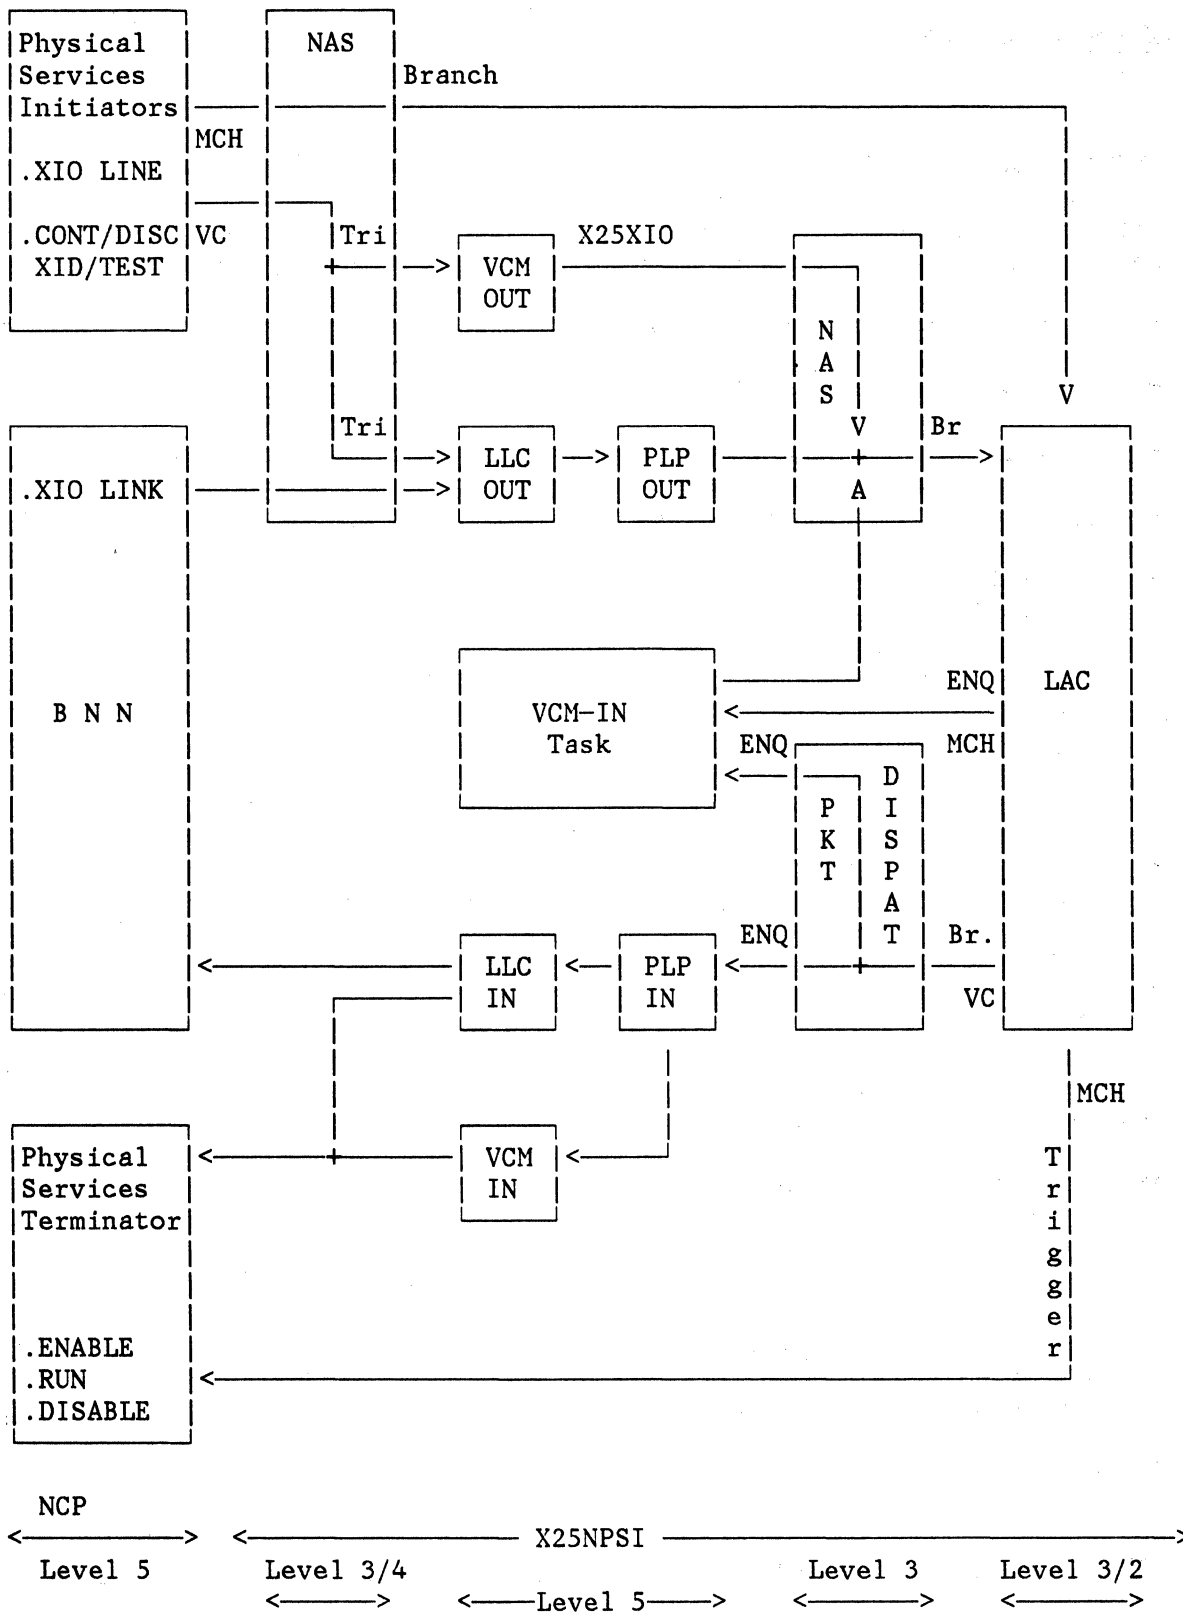 Physical NAS
Services Branch
Initiators
MCH
.XIO LINE
.CONT/DISC VC Tri X25XIO
XID/TEST VCM
OUT
N
A
S V
Tri V Br
LLC PLP
.XIO LINK OUT OUT A
ENQ LAC
B N N VCM-IN
Task ENQ MCH
D
P I
K S
T P
A
ENQ T Br.
LLC PLP
IN IN VC
MCH
Physical VCM T
Services IN r
Terminator i
g
g
e
.ENABLE r
.RUN
.DISABLE
NCP
X25NPSI
Level 5 Level 3/4 Level 3 Level 3/2
Level 5